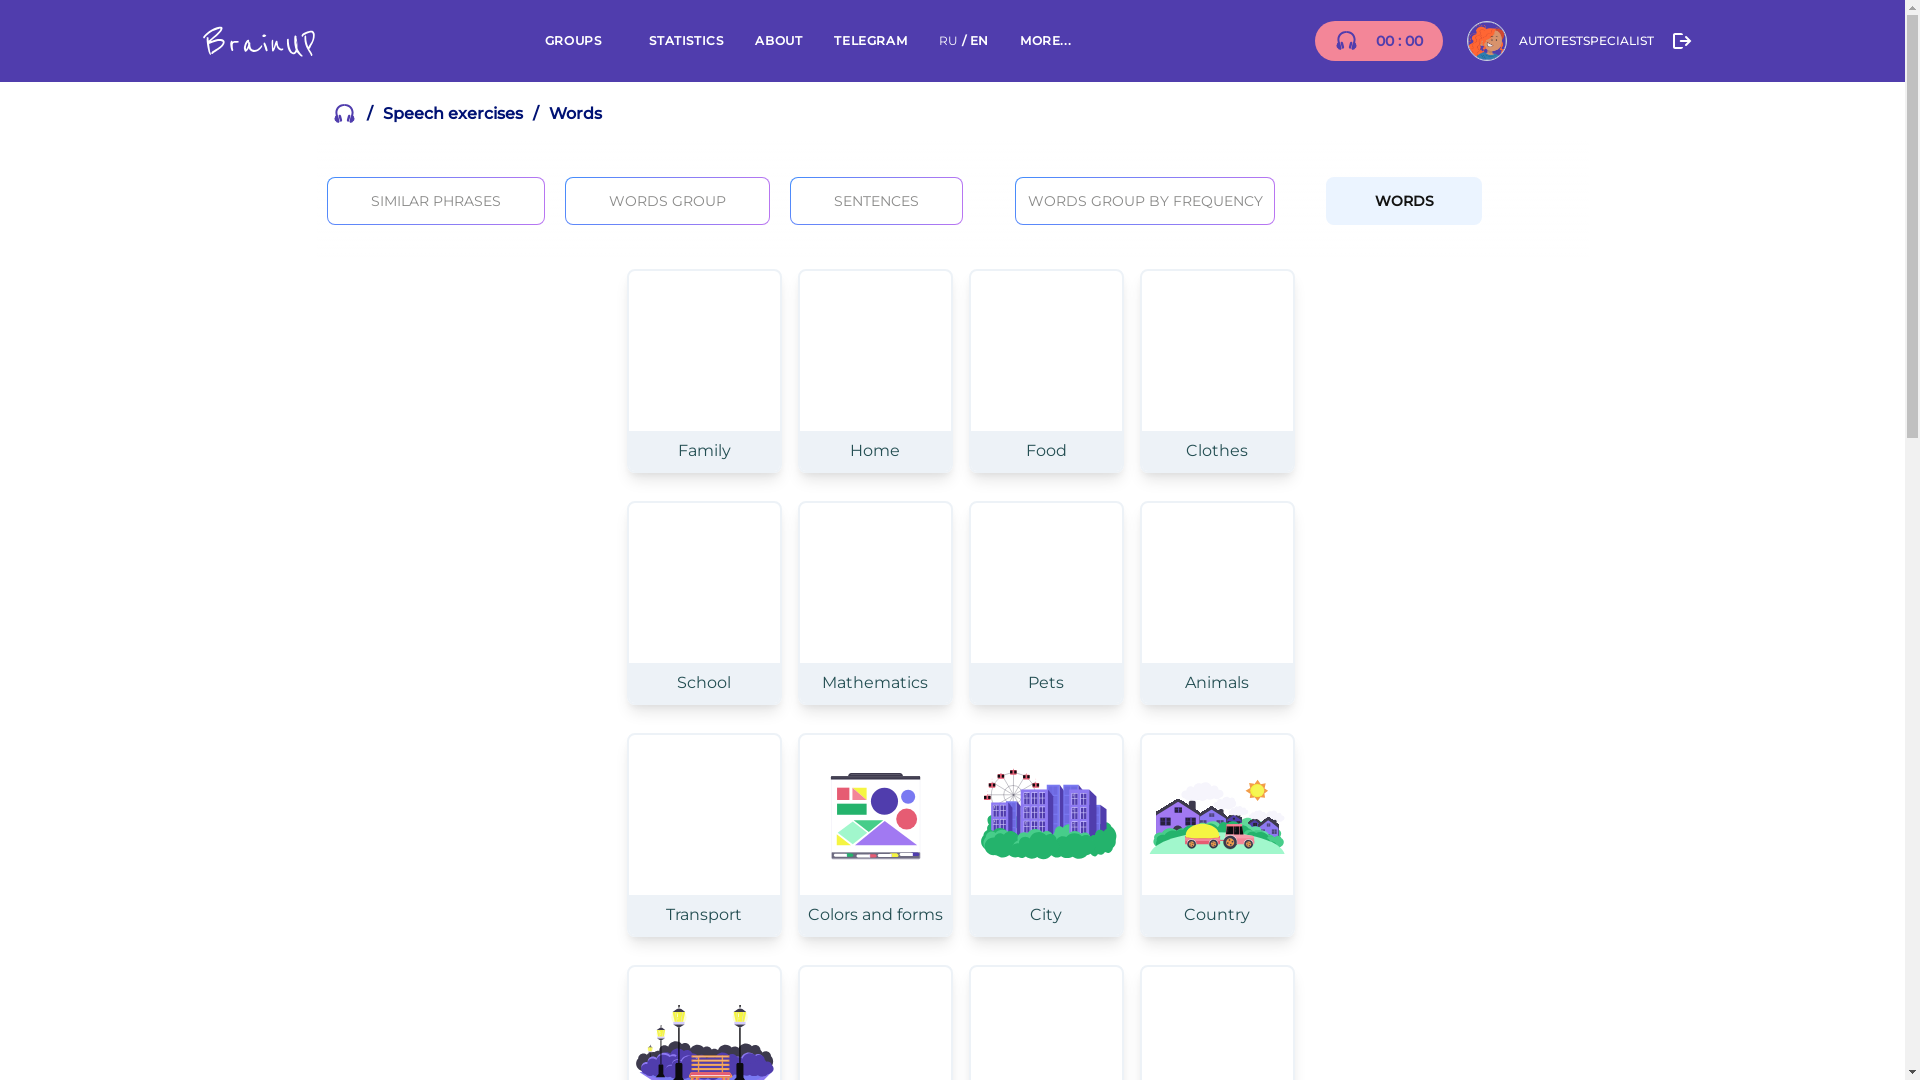 BrainUP
GROUPS STATISTICS ABOUT TELEGRAM RU / EN MORE...
00 : 00
AUTOTESTSPECIALIST
/ Speech exercises / Words
SIMILAR PHRASES
WORDS GROUP
SENTENCES
WORDS GROUP BY FREQUENCY
WORDS
Family
Home
Food
Clothes
School
Mathematics
Pets
Animals
Transport
Colors and forms
City
Country